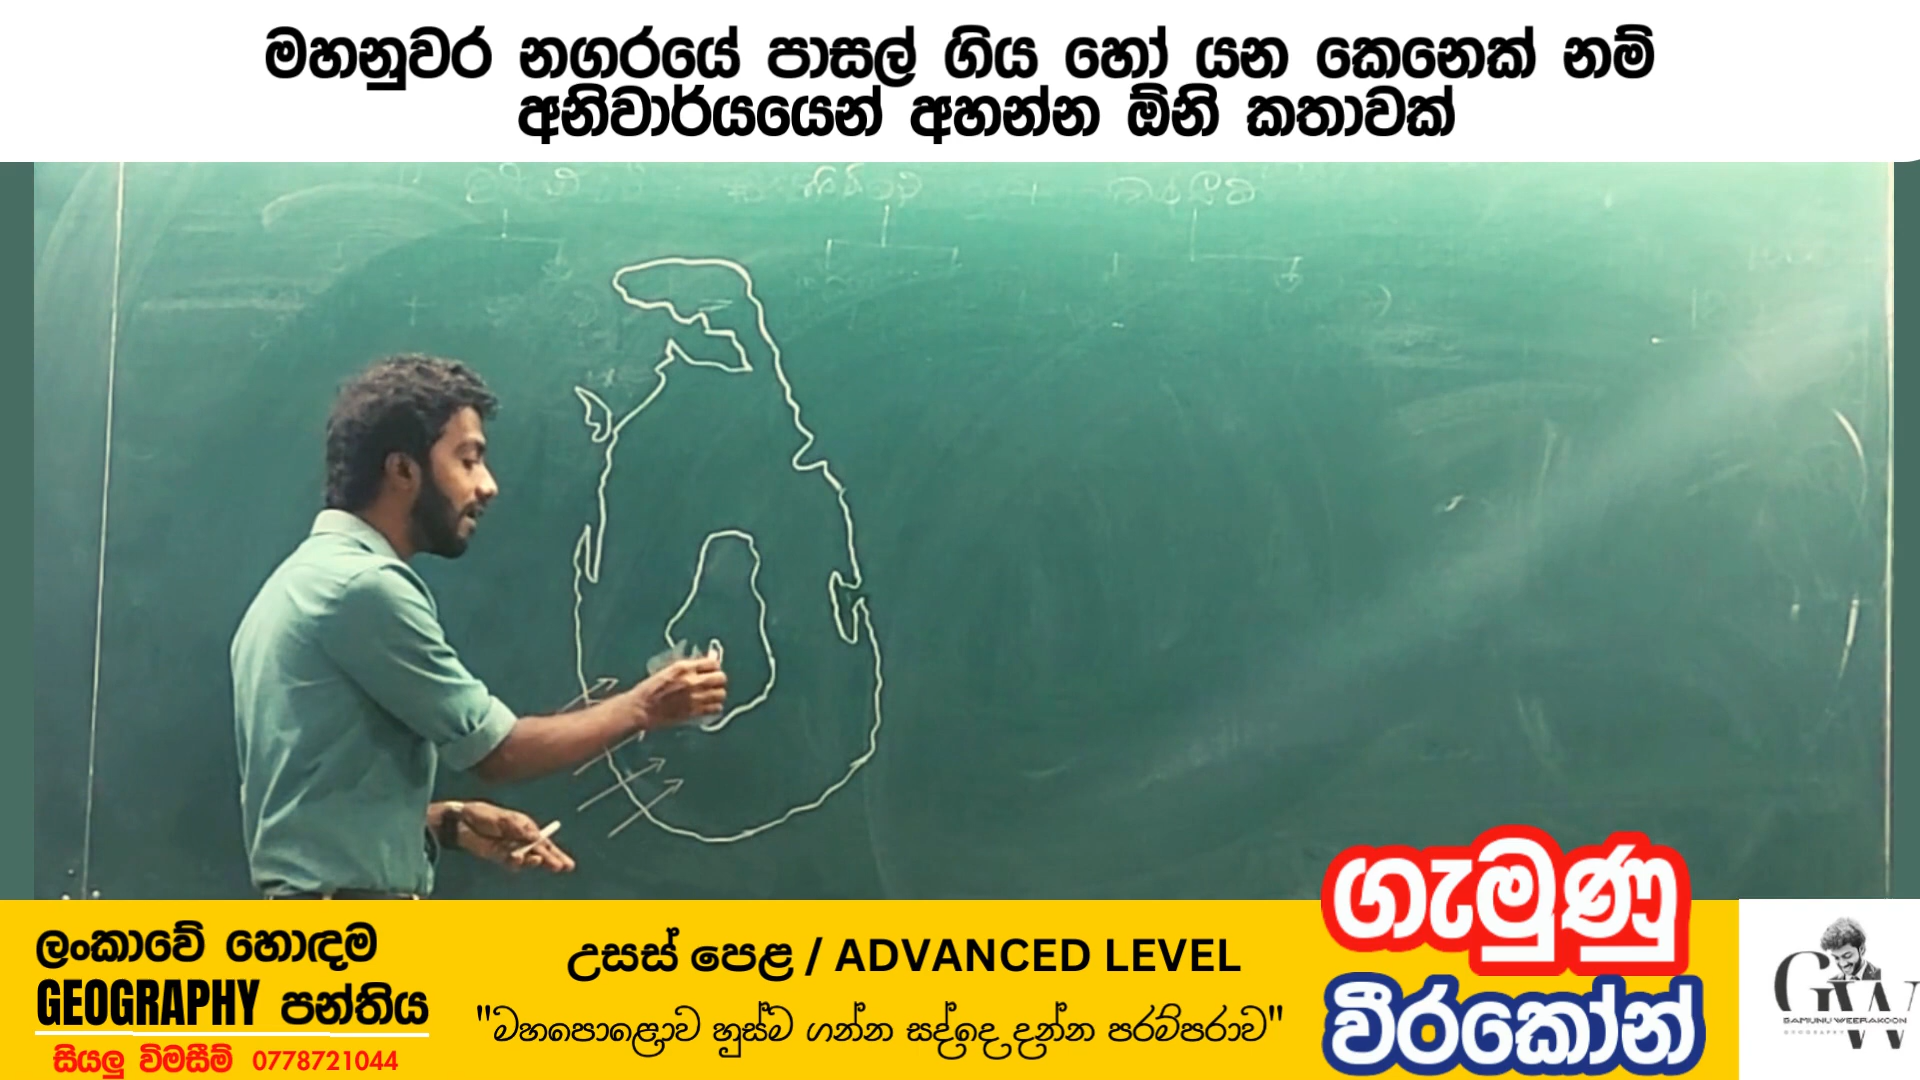 මහනුවර නගරයේ පාසල් ගිය හෝ යන කෙනෙක් නම්
අනිවාර්යයෙන් අහන්න ඕනි කතාවක්
ලංකාවේ හොඳම
GEOGRAPHY පන්තිය
සියලු විමසීම් 0778721044
උසස් පෙළ / ADVANCED LEVEL
"මහපොළොව හුස්ම ගන්න සද්දෙ දන්න පරම්පරාව"
ගැමුණු
වීරකෝන්
GW
GAMUNU WEERAKOON
GEOGRAPHY